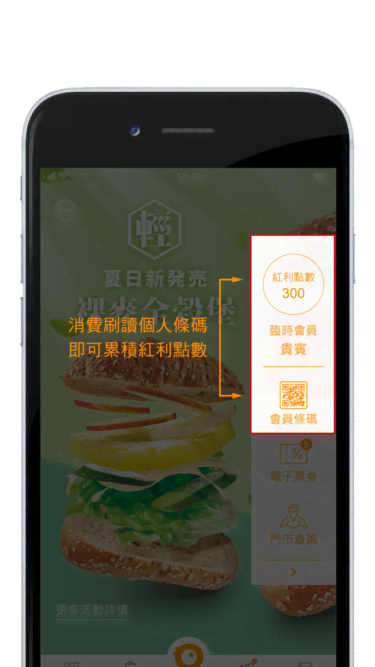 輕
夏日新発売
裸麥全穀堡
消費刷讀個人條碼
即可累積紅利點數
紅利點數
300
臨時會員
貴賓
會員條碼
6
電子票券
門市查詢
>
更多活動詳情